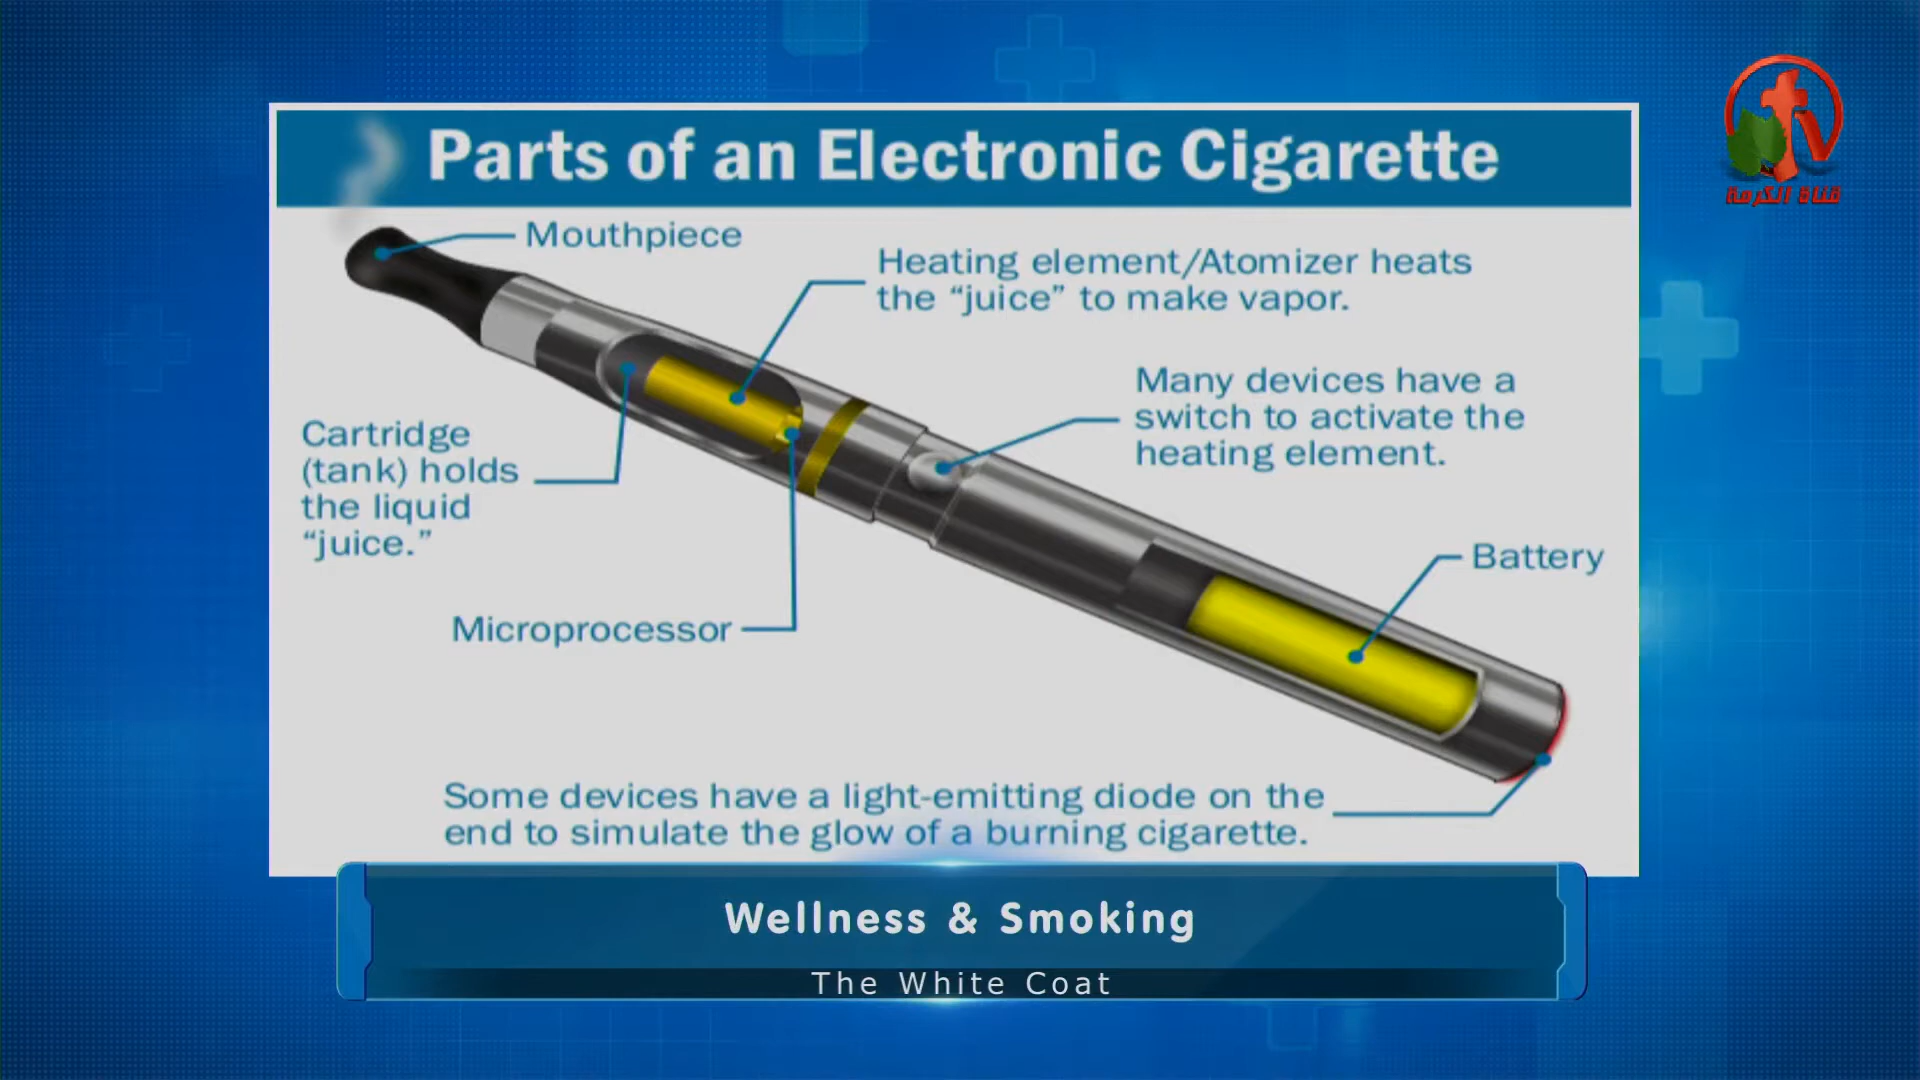 Parts of an Electronic Cigarette
Mouthpiece
Heating element/Atomizer heats
the “juice” to make vapor.
Many devices have a
switch to activate the
heating element.
Cartridge
(tank) holds
the liquid
“juice.”
Battery
Microprocessor
Some devices have a light-emitting diode on the
end to simulate the glow of a burning cigarette.
Wellness & Smoking
The White Coat
tv
قناة الكرمة